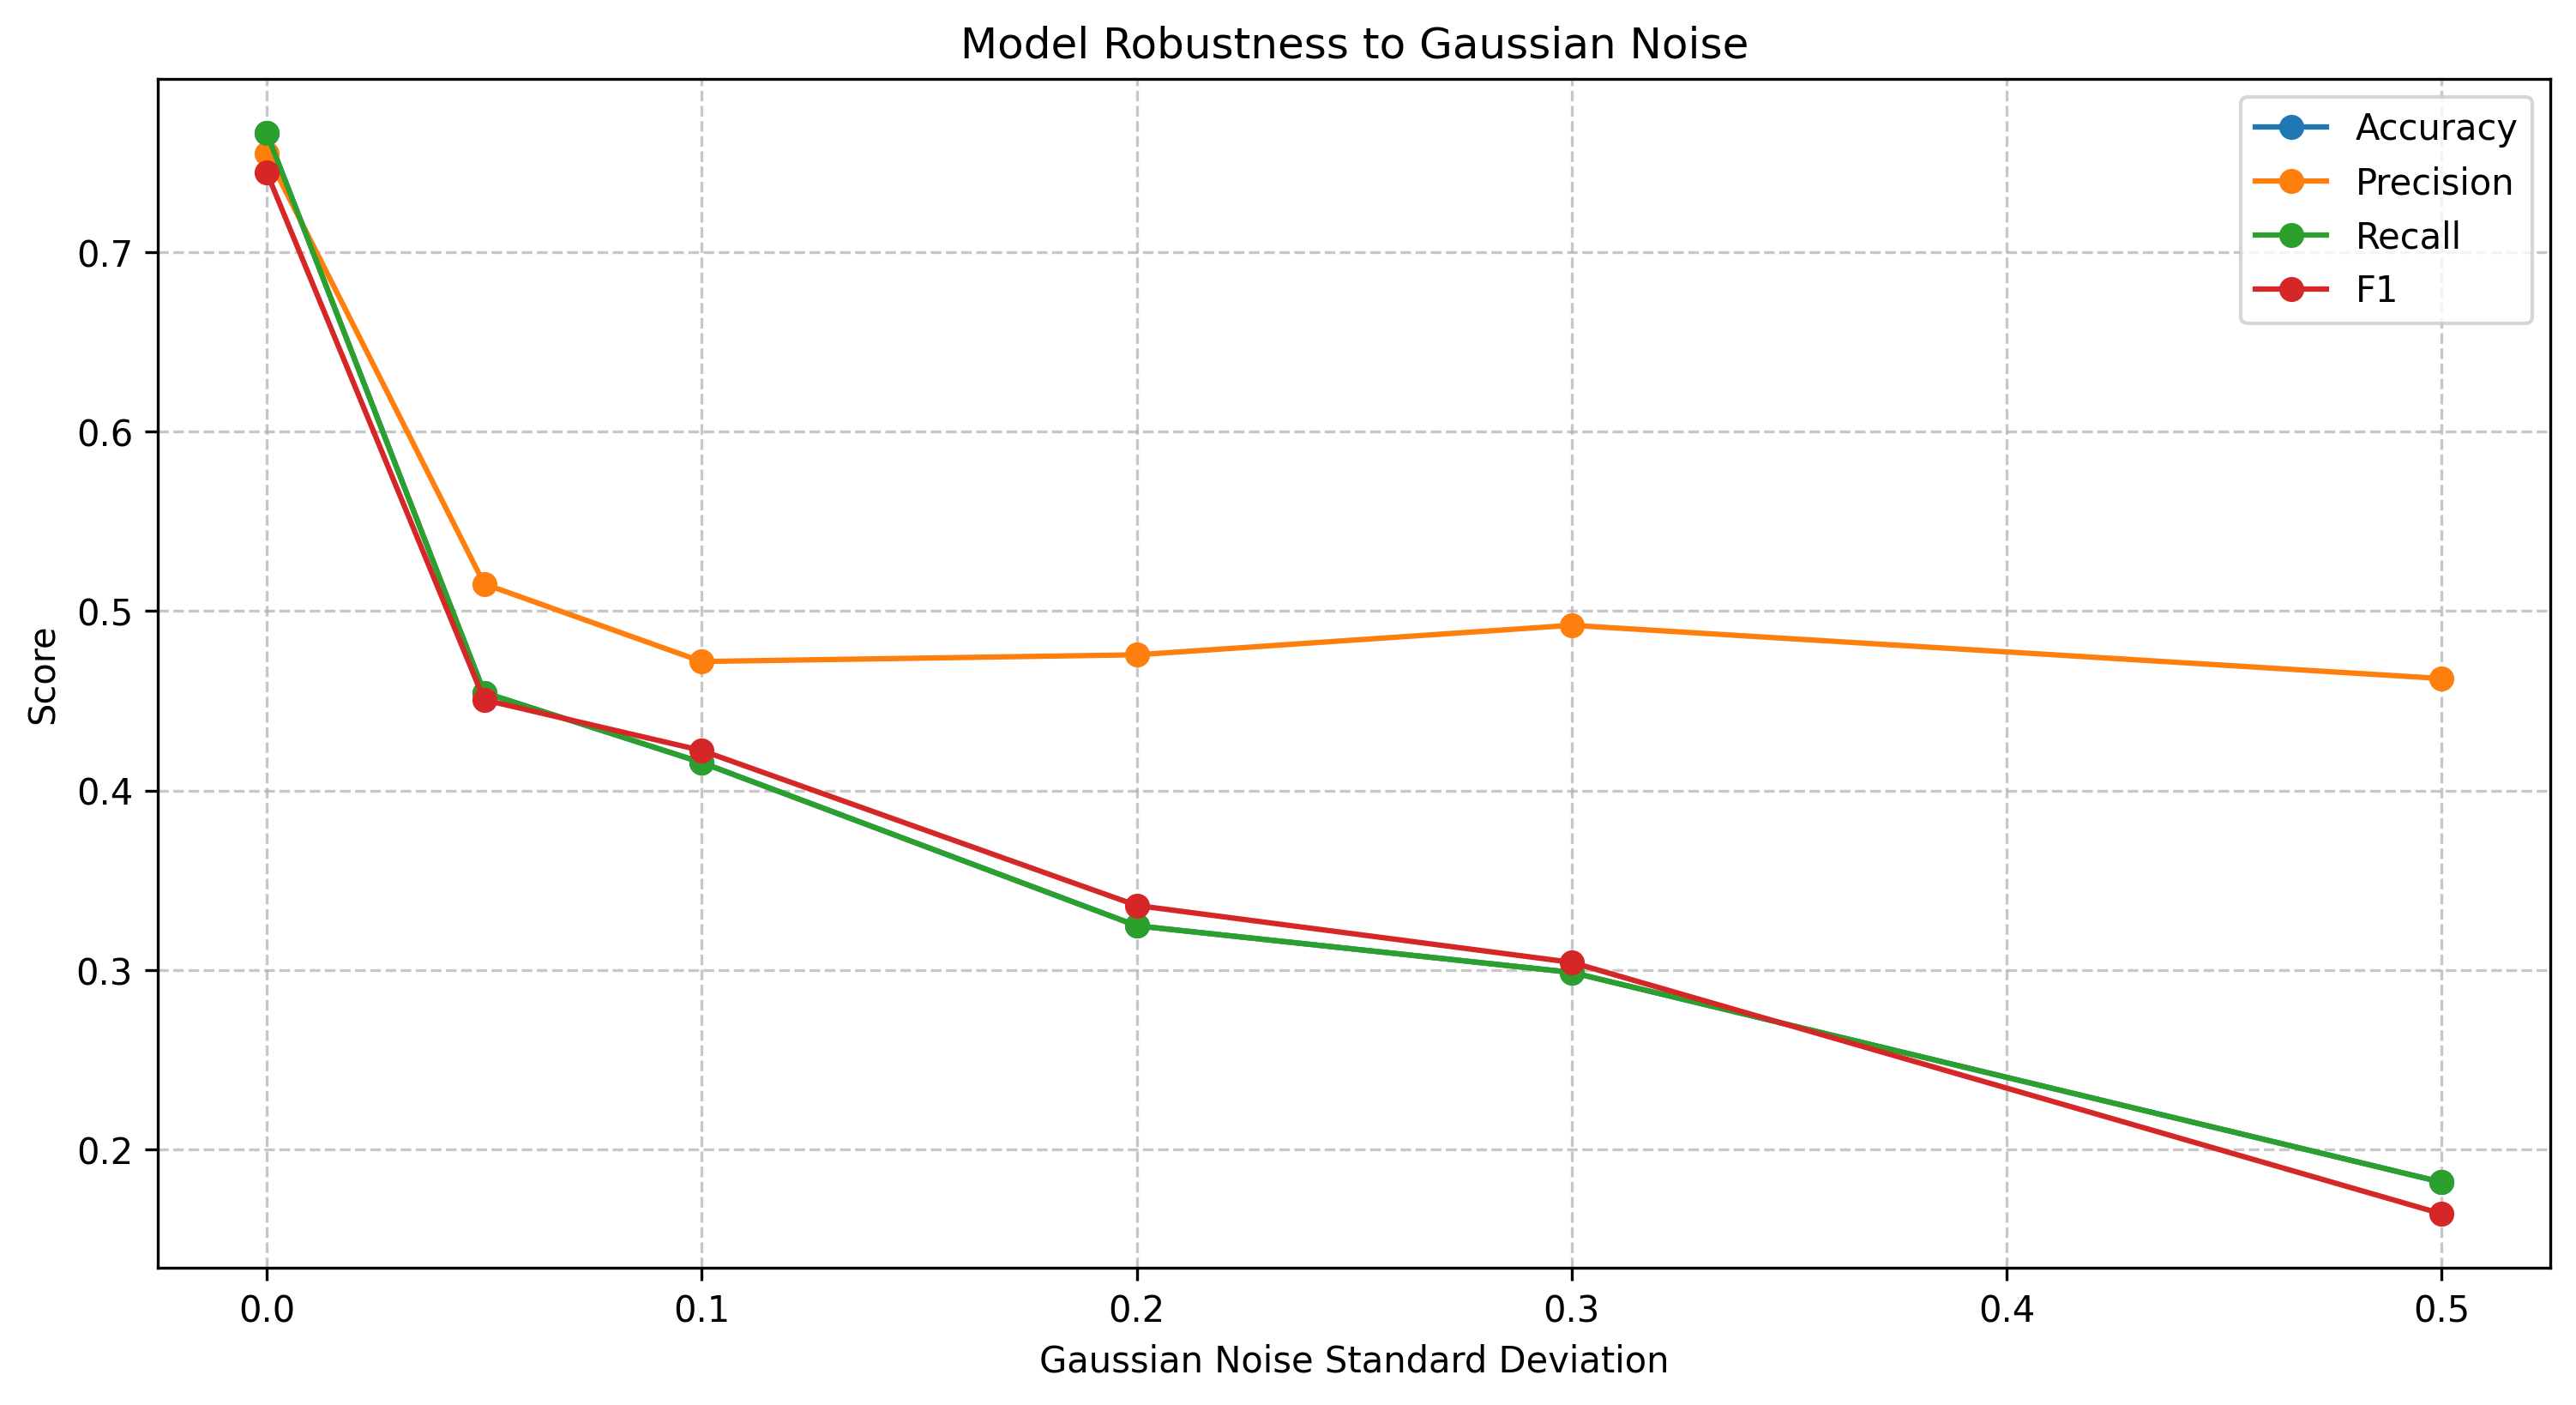 Model Robustness to Gaussian Noise
Accuracy
Precision
Recall
F1
Score
0.7
0.6
0.5
0.4
0.3
0.2
0.0
0.1
0.2
0.3
0.4
0.5
Gaussian Noise Standard Deviation